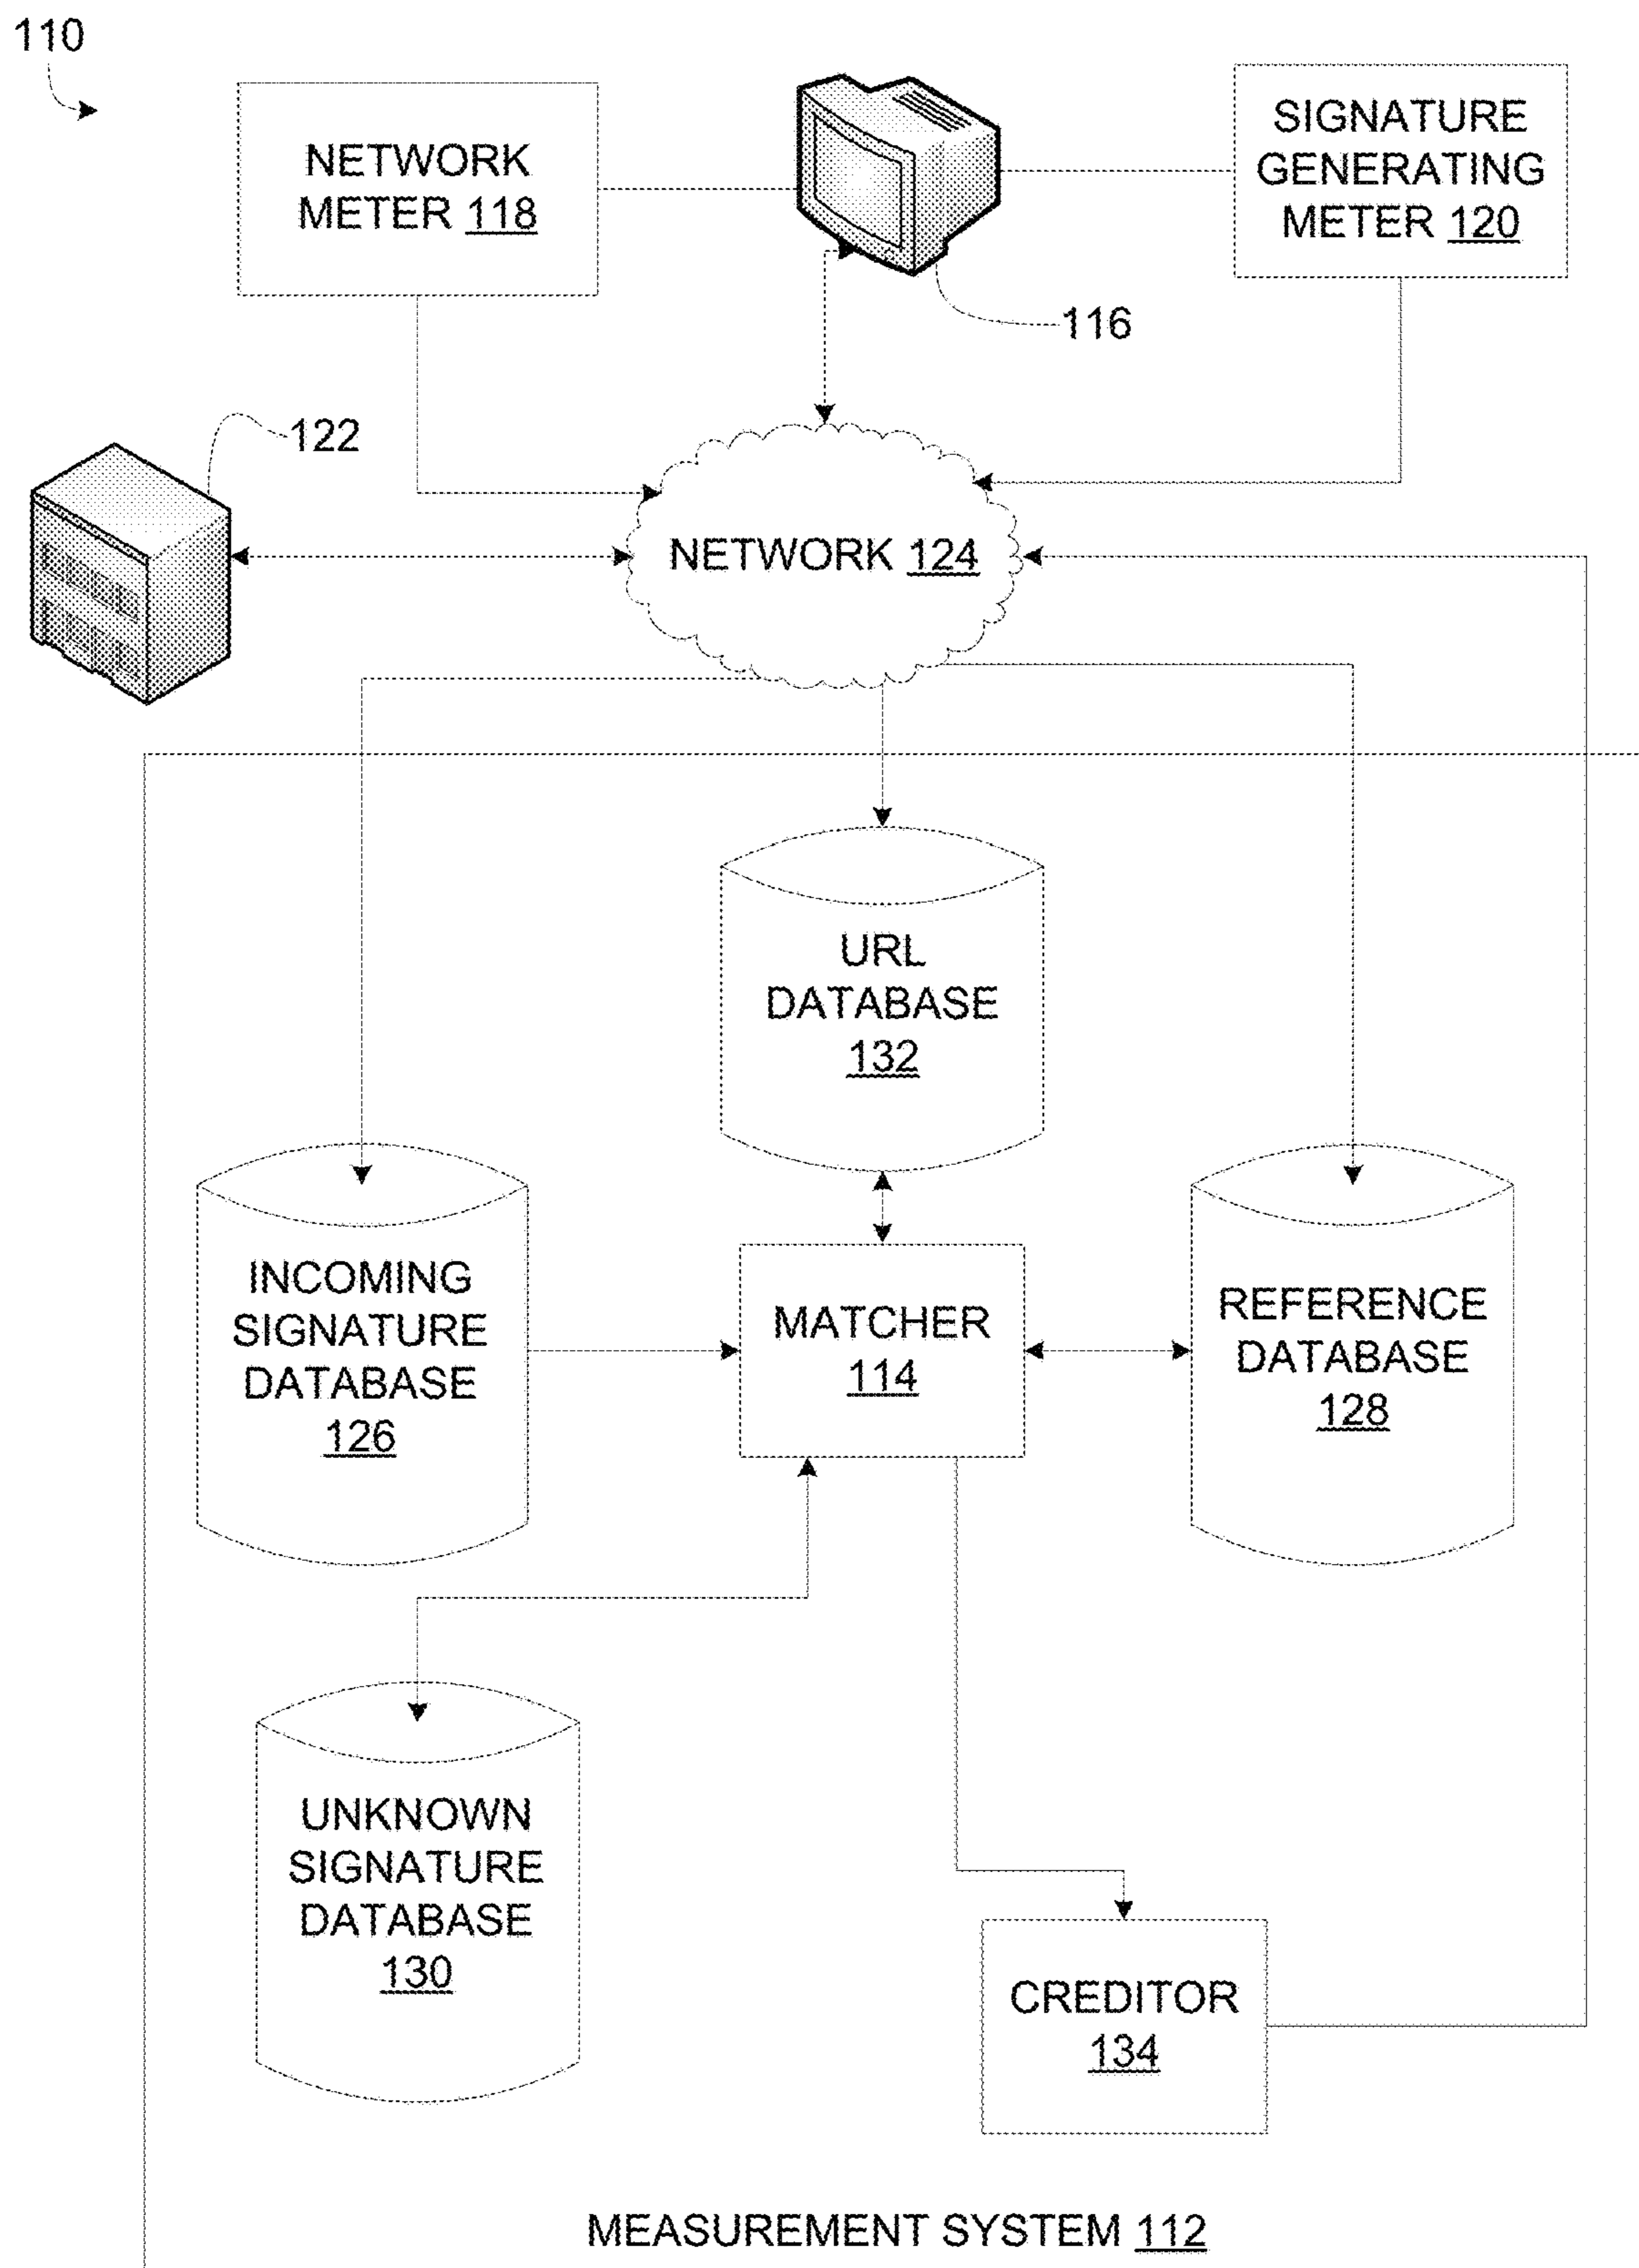 110
NETWORK
METER 118
SIGNATURE
GENERATING
METER 120
116
122
NETWORK 124
URL
DATABASE
132
INCOMING
SIGNATURE
DATABASE
126
MATCHER
114
REFERENCE
DATABASE
128
UNKNOWN
SIGNATURE
DATABASE
130
CREDITOR
134
MEASUREMENT SYSTEM 112